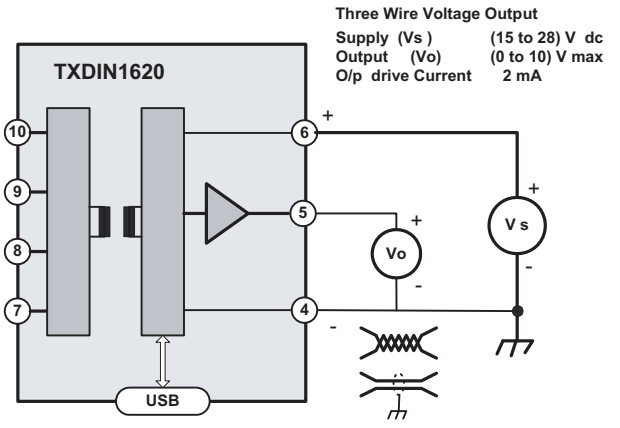 Three Wire Voltage Output
Supply (Vs ) (15 to 28) V dc
Output (Vo) (0 to 10) V max
O/p drive Current 2 mA
TXDIN1620
10
9
8
7
6
+
5
4
-
+
Vo
-
+
V s
-
USB